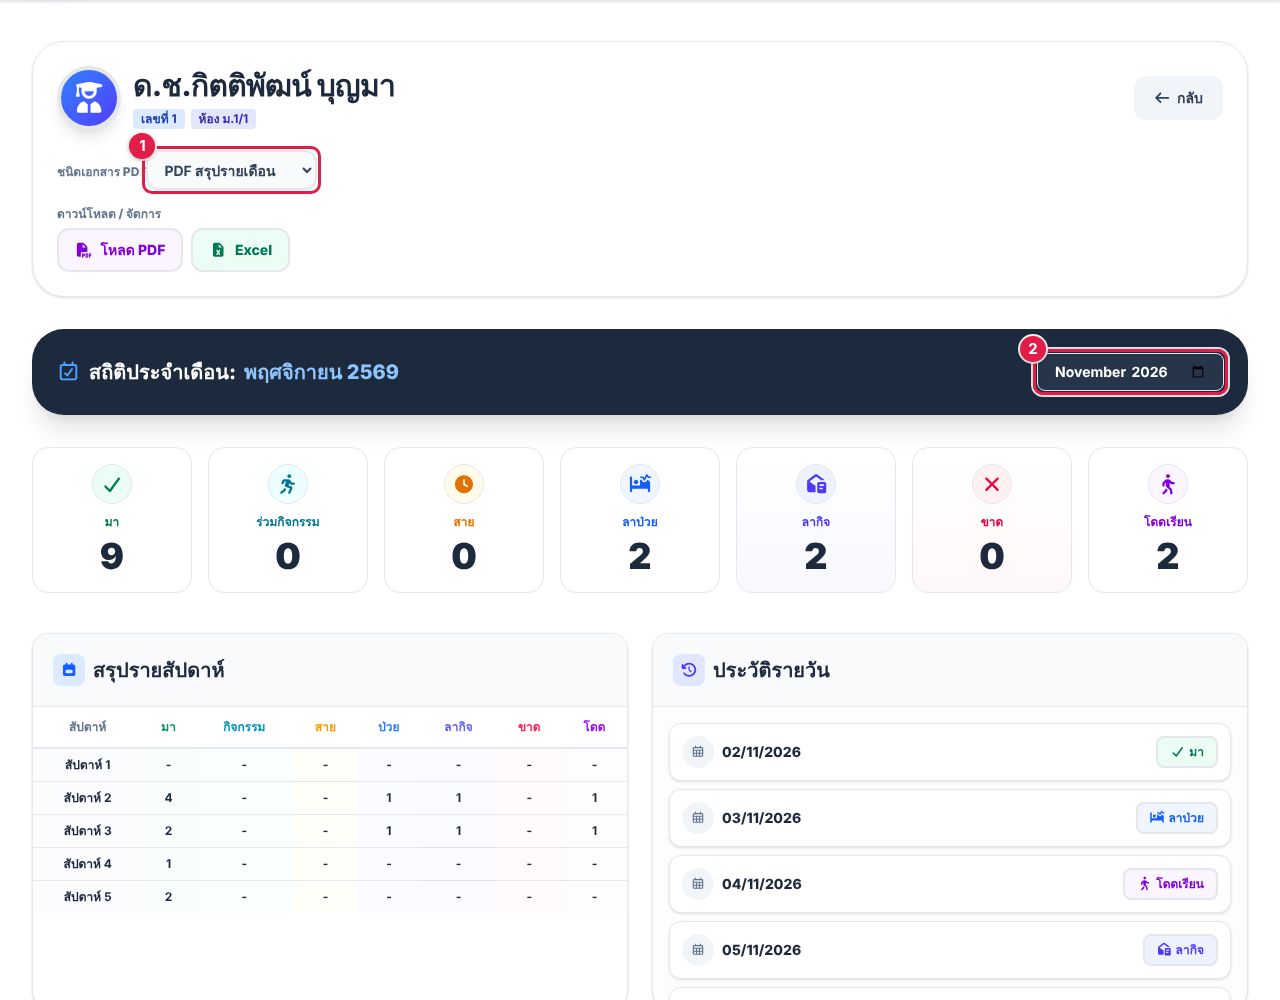 ด.ช.กิตติพัฒน์ บุญมา
เลขที่ 1 ห้อง ม.1/1
← กลับ
1
ชนิดเอกสาร PD PDF สรุปรายเดือน
ดาวน์โหลด / จัดการ
โหลด PDF Excel
2
สถิติประจำเดือน: พฤศจิกายน 2569 November 2026
มา ร่วมกิจกรรม สาย ลาป่วย ลากิจ ขาด โดดเรียน
9 0 0 2 2 0 2
สรุปรายสัปดาห์
สัปดาห์ มา กิจกรรม สาย ป่วย ลากิจ ขาด โดด
สัปดาห์ 1 - - - - - - -
สัปดาห์ 2 4 - - 1 1 - 1
สัปดาห์ 3 2 - - 1 1 - 1
สัปดาห์ 4 1 - - - - - -
สัปดาห์ 5 2 - - - - - -
ประวัติรายวัน
02/11/2026 มา
03/11/2026 ลาป่วย
04/11/2026 โดดเรียน
05/11/2026 ลากิจ